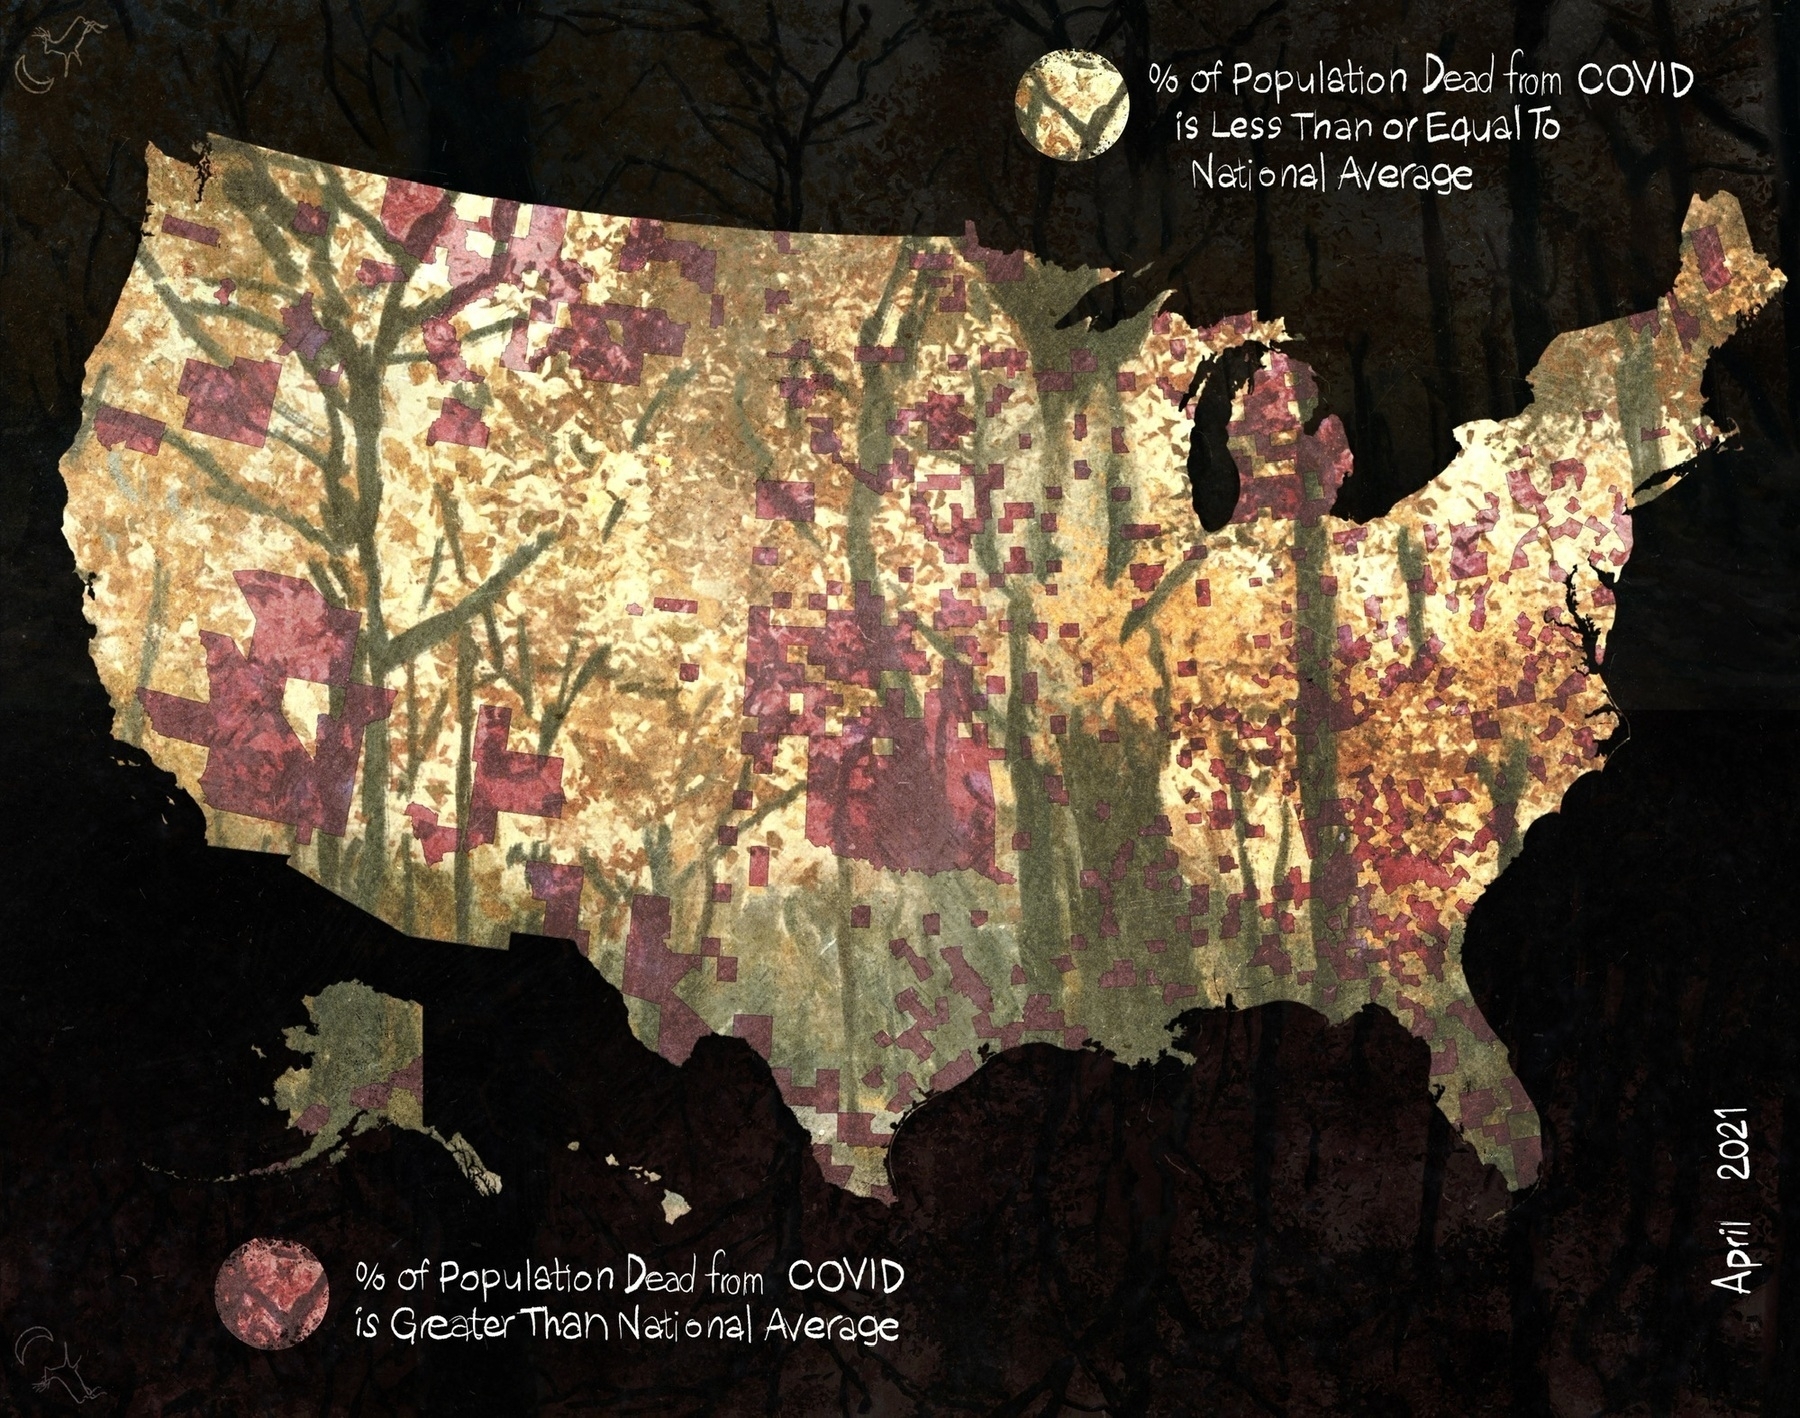 % of Population Dead from COVID
is Less Than or Equal To
National Average
April 2021
% of Population Dead from COVID
is Greater Than National Average